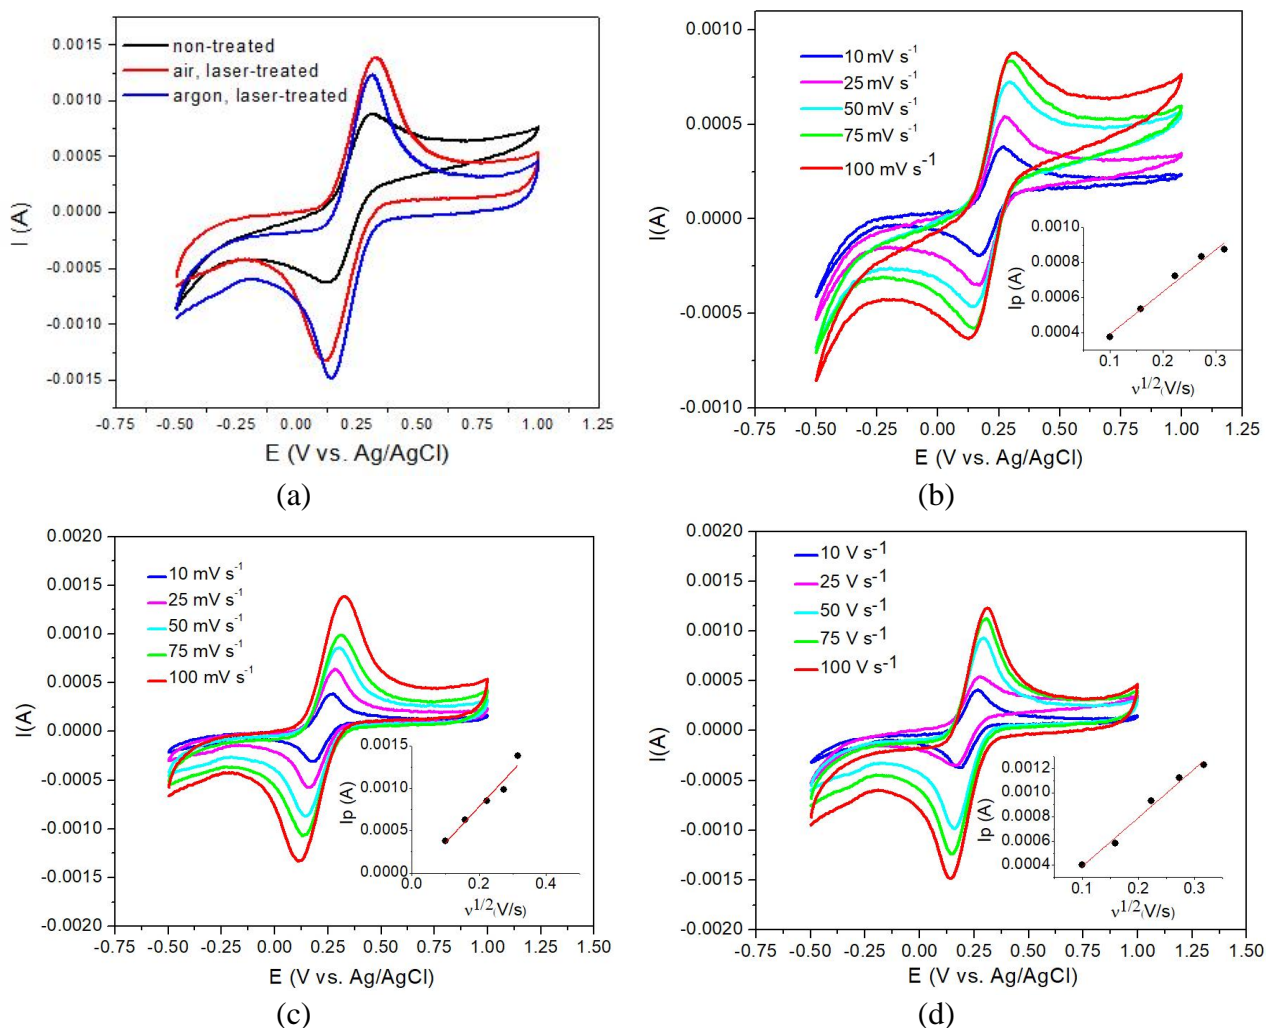 0.0015
0.0010
0.0005
0.0000
-0.0005
-0.0010
-0.0015
I (A)
non-treated
air, laser-treated
argon, laser-treated
-0.75 -0.50 -0.25 0.00 0.25 0.50 0.75 1.00 1.25
E (V vs. Ag/AgCl)
(a)
0.0010
0.0005
0.0000
-0.0005
-0.0010
I(A)
10 mV s-1
25 mV s-1
50 mV s-1
75 mV s-1
100 mV s-1
0.0010
0.0008
0.0006
0.0004
Ip (A)
0.1 0.2 0.3
v1/2(V/s)
-0.75 -0.50 -0.25 0.00 0.25 0.50 0.75 1.00 1.25
E (V vs. Ag/AgCl)
(b)
0.0020
0.0015
0.0010
0.0005
0.0000
-0.0005
-0.0010
-0.0015
-0.0020
I(A)
10 mV s-1
25 mV s-1
50 mV s-1
75 mV s-1
100 mV s-1
0.0015
0.0010
0.0005
0.0000
Ip (A)
0.0 0.2 0.4
v1/2(V/s)
-0.75 -0.50 -0.25 0.00 0.25 0.50 0.75 1.00 1.25 1.50
E (V vs. Ag/AgCl)
(c)
0.0020
0.0015
0.0010
0.0005
0.0000
-0.0005
-0.0010
-0.0015
-0.0020
I(A)
10 V s-1
25 V s-1
50 V s-1
75 V s-1
100 V s-1
0.0012
0.0010
0.0008
0.0006
0.0004
Ip (A)
0.1 0.2 0.3
v1/2(V/s)
-0.75 -0.50 -0.25 0.00 0.25 0.50 0.75 1.00 1.25 1.50
E (V vs. Ag/AgCl)
(d)